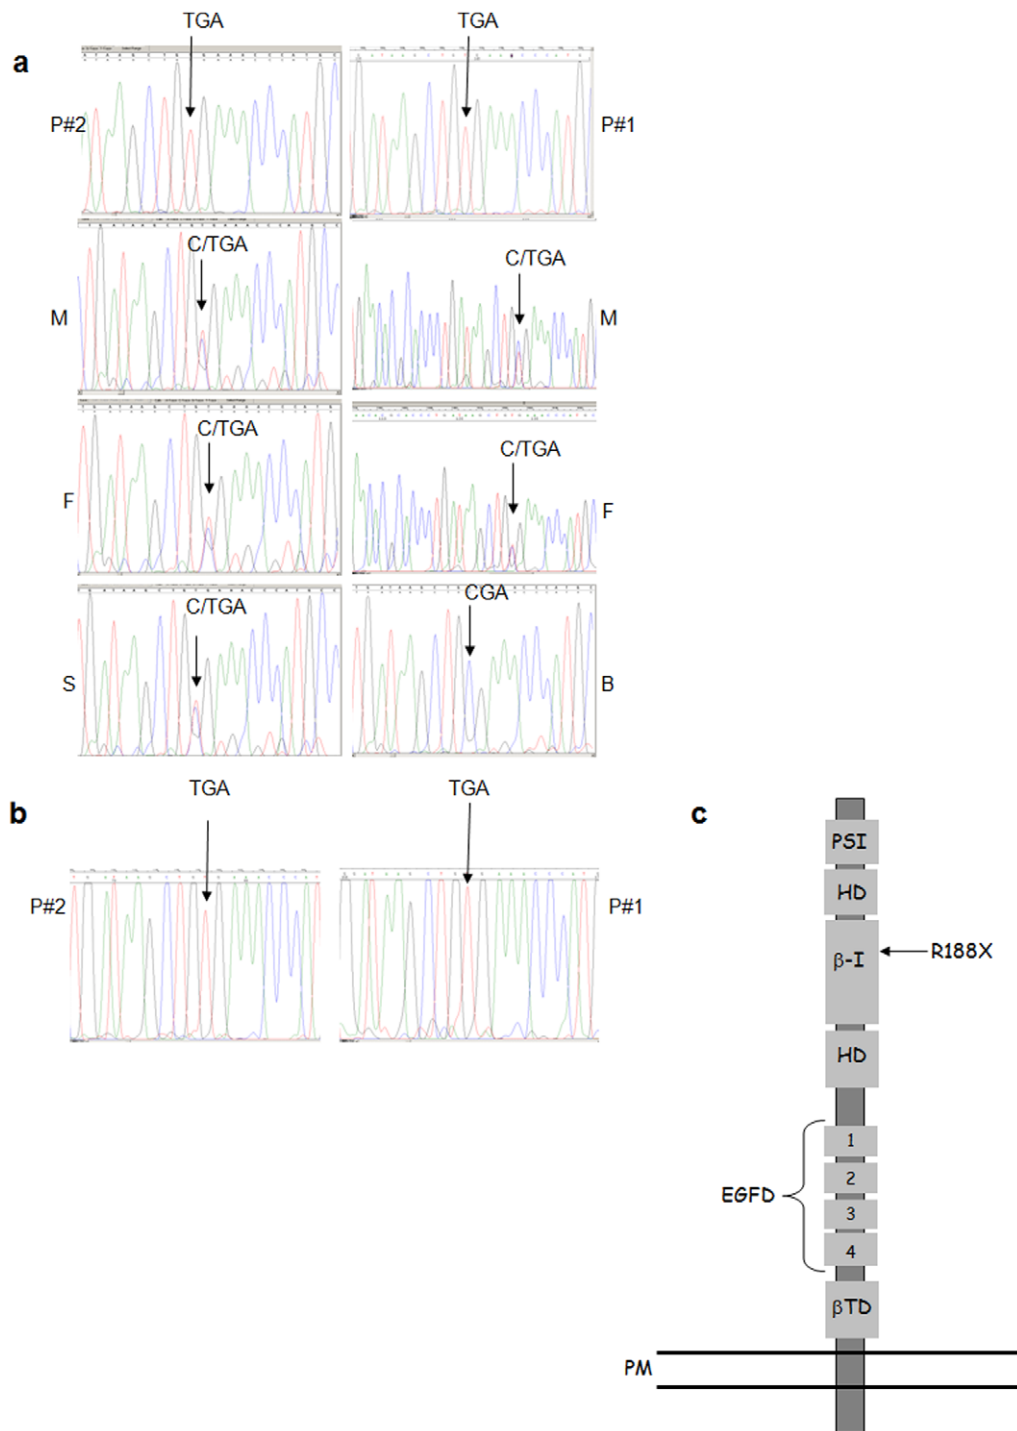 TGA TGA
a
P#2 P#1
C/TGA C/TGA
M M
C/TGA C/TGA
F F
C/TGA CGA
S B
TGA TGA
b c
P#2 P#1
PSI
HD
β-I R188X
HD
1
2
EGFD
3
4
βTD
PM